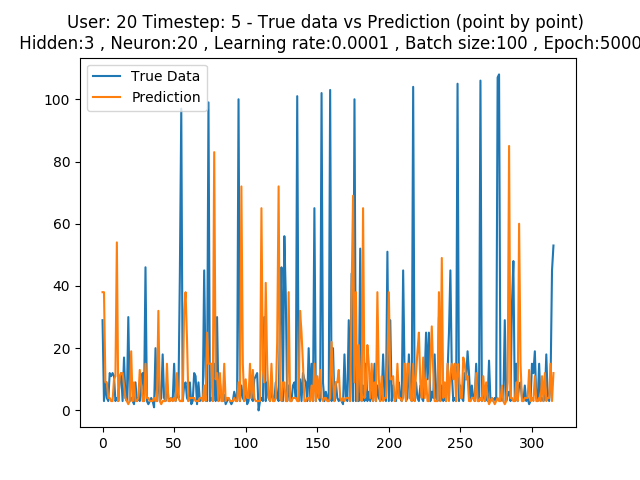 User: 20 Timestep: 5 - True data vs Prediction (point by point)
Hidden:3 , Neuron:20 , Learning rate:0.0001 , Batch size:100 , Epoch:5000
True Data
Prediction
100
80
60
40
20
0
0 50 100 150 200 250 300